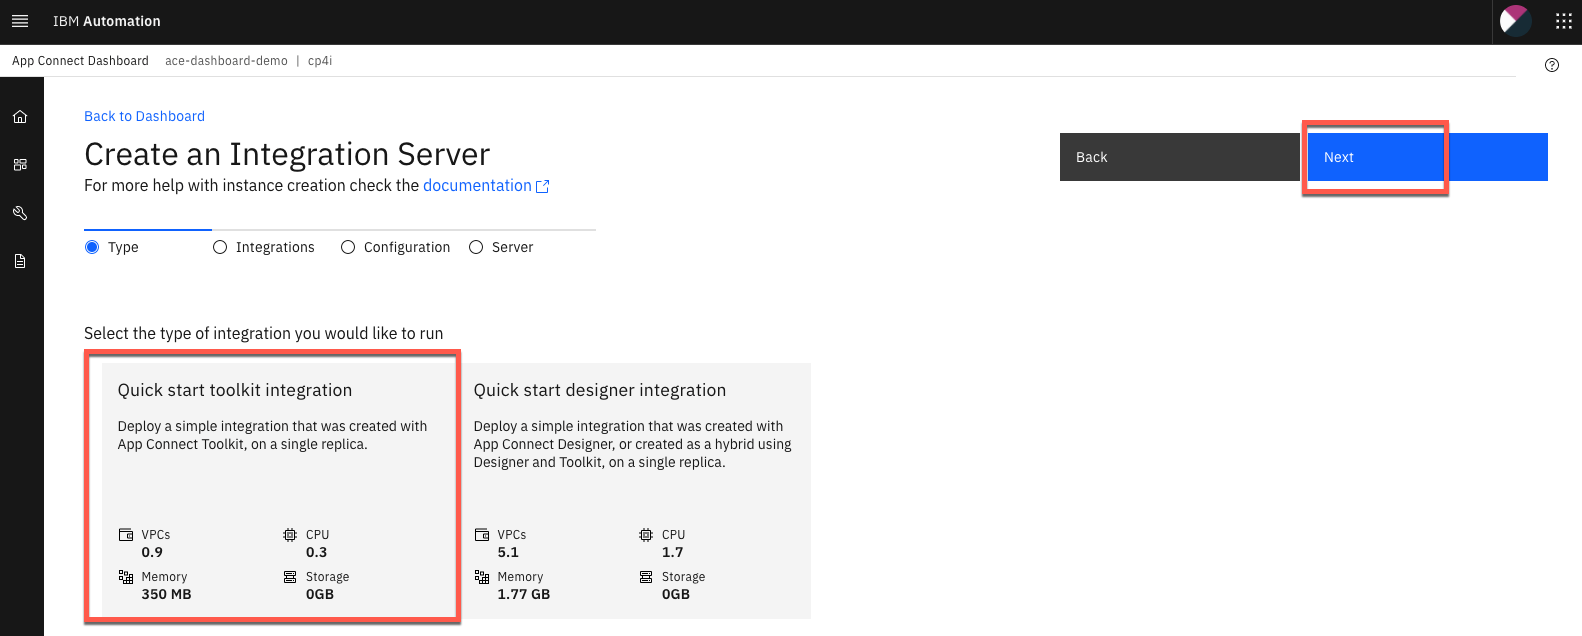 IBM Automation
App Connect Dashboard ace-dashboard-demo | cp4i
Back to Dashboard
Create an Integration Server
For more help with instance creation check the documentation
Back
Next
Type
Integrations
Configuration
Server
Select the type of integration you would like to run
Quick start toolkit integration
Deploy a simple integration that was created with
App Connect Toolkit, on a single replica.
VPCs
0.9
CPU
0.3
Memory
350 MB
Storage
0GB
Quick start designer integration
Deploy a simple integration that was created with
App Connect Designer, or created as a hybrid using
Designer and Toolkit, on a single replica.
VPCs
5.1
CPU
1.7
Memory
1.77 GB
Storage
0GB